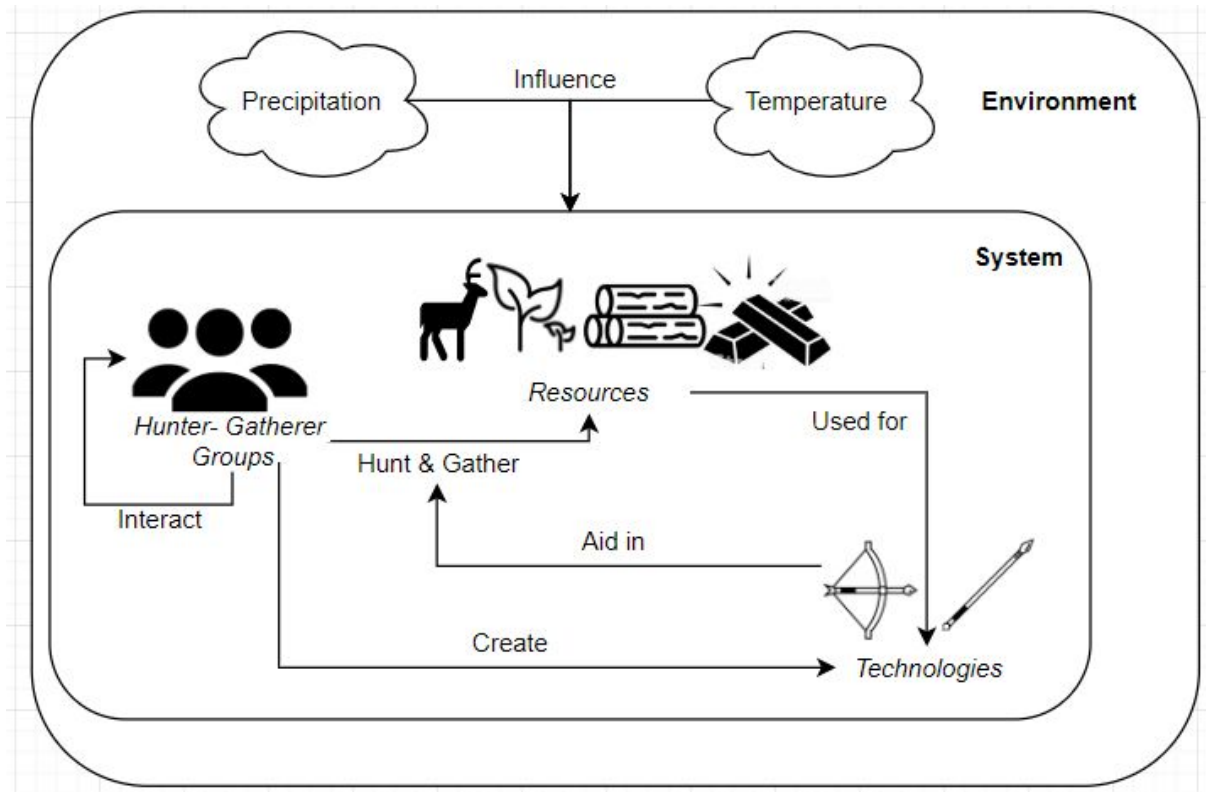 Influence
Precipitation
Temperature
Environment
System
Resources
Used for
Hunter- Gatherer
Groups
Hunt & Gather
Interact
Aid in
Create
Technologies